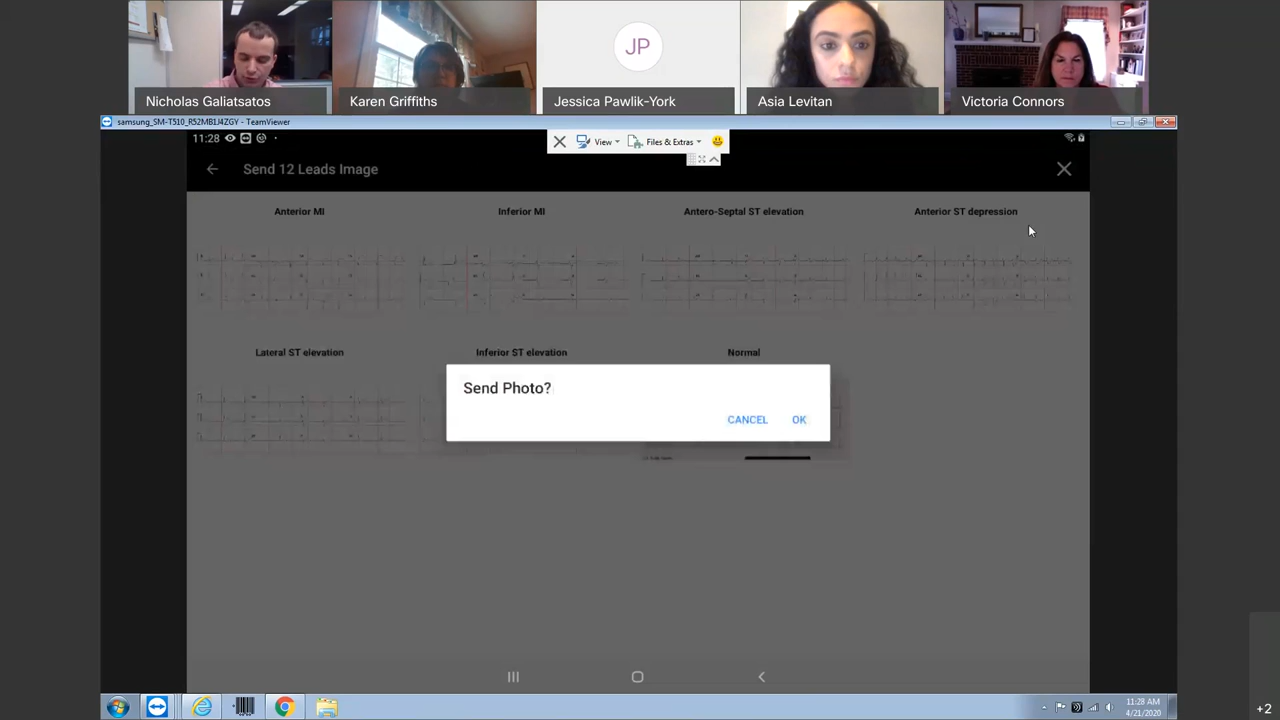 JP
Nicholas Galiatsatos
Karen Griffiths
Jessica Pawlik-York
Asia Levitan
Victoria Connors
samsung_SM-T510_R52MB1J4ZGY - TeamViewer
11:28
View
Files & Extras
Send 12 Leads Image
Anterior MI
Inferior MI
Antero-Septal ST elevation
Anterior ST depression
Lateral ST elevation
Inferior ST elevation
Normal
Send Photo?
CANCEL
OK
11:28 AM
4/21/2020
+2